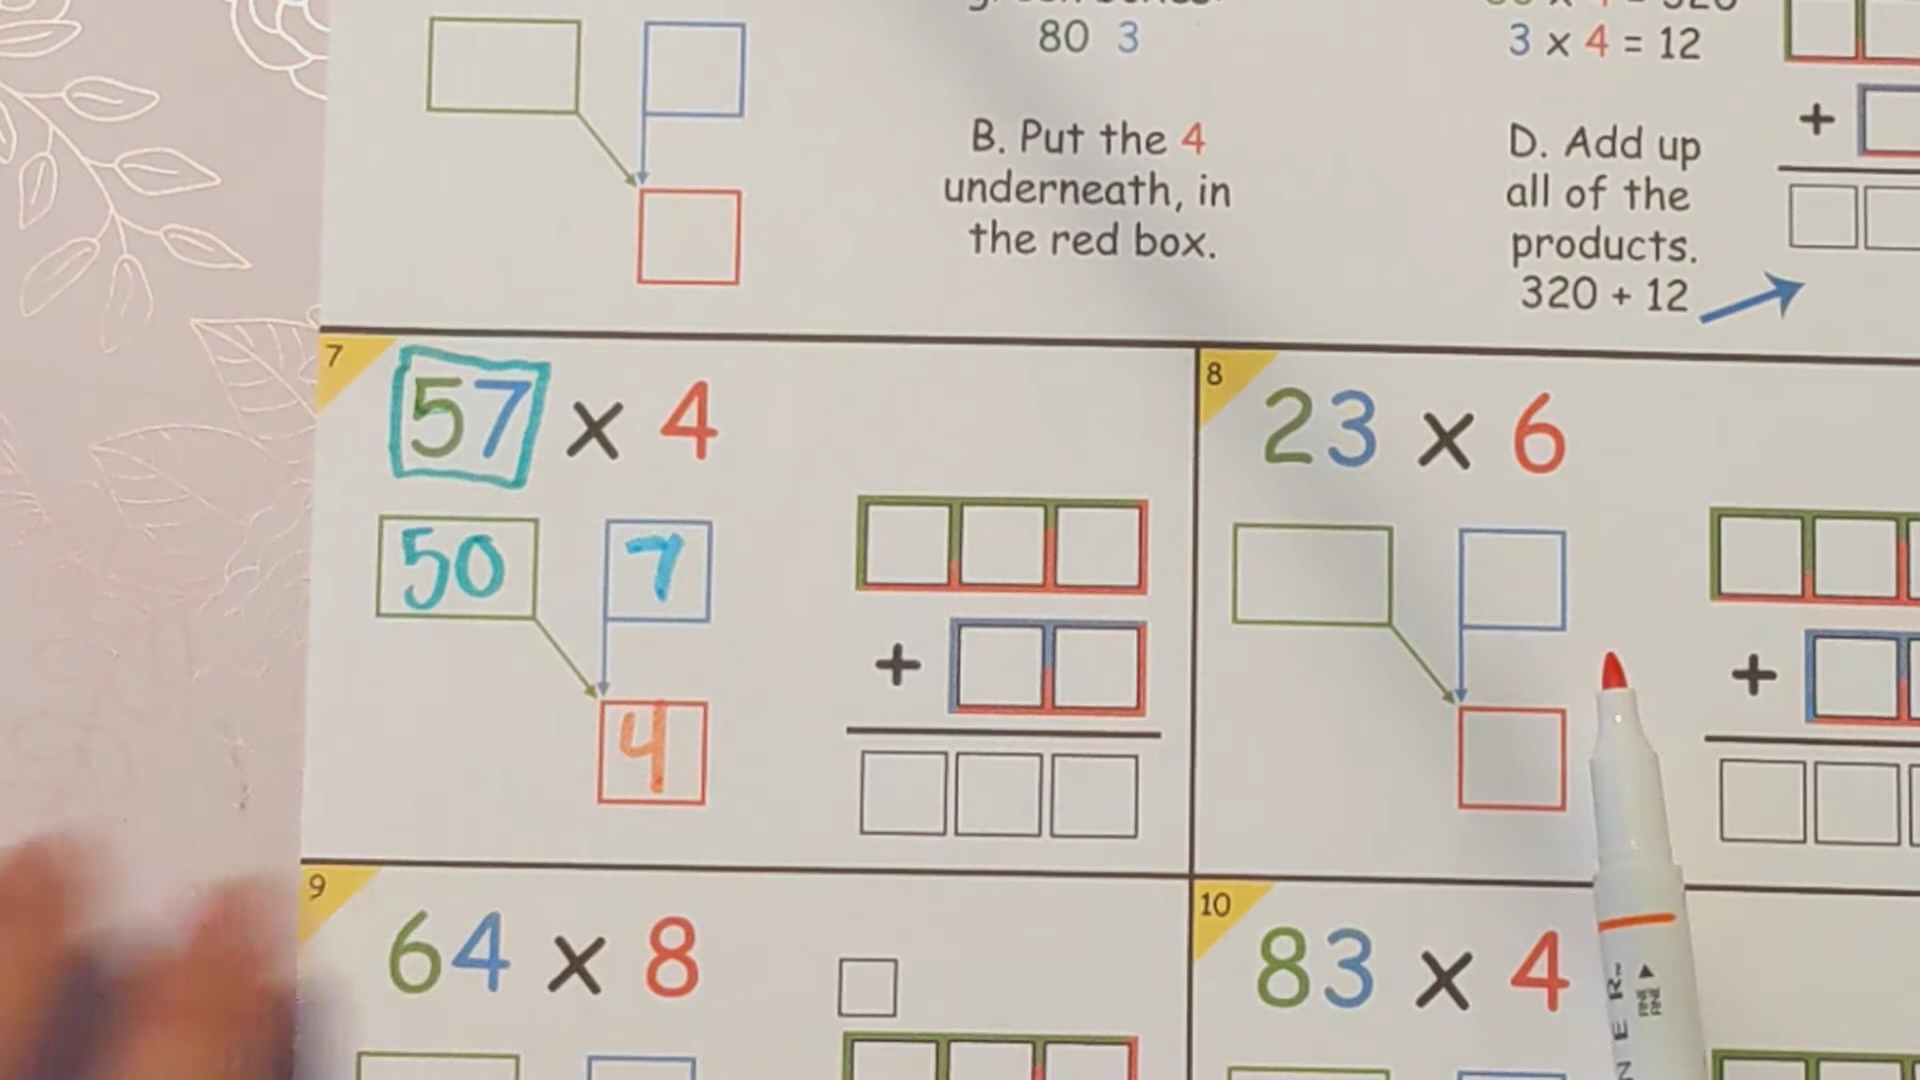 80 3
3 x 4 = 12
B. Put the 4
underneath, in
the red box.
+
D. Add up
all of the
products.
320 + 12
7
57 x 4
50 7
4
+
8
23 x 6
+
9
64 x 8
10
83 x 4